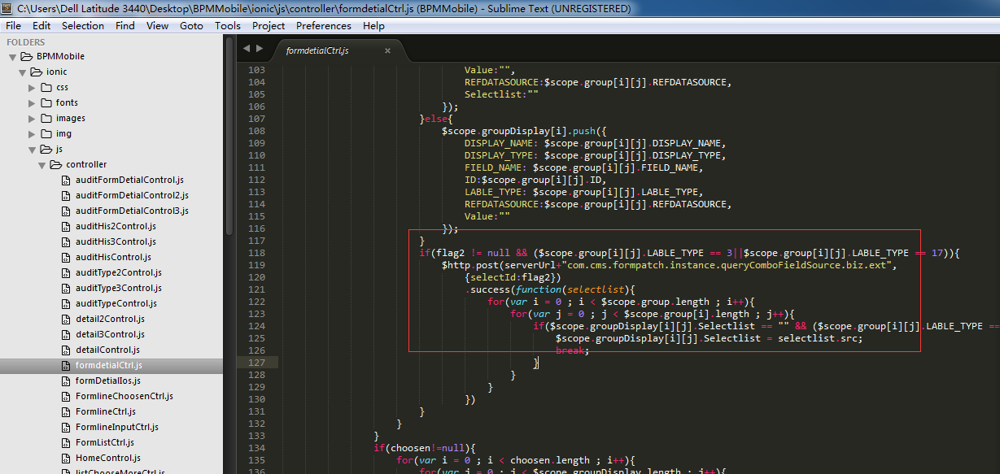 C:\Users\Dell Latitude 3440\Desktop\BPMMobile\ionic\js\controller\formdetialCtrl.js (BPMMobile) - Sublime Text (UNREGISTERED)
File Edit Selection Find View Goto Tools Project Preferences Help
FOLDERS
BPMMobile
ionic
css
fonts
images
img
js
controller
auditFormDetialControl.js
auditFormDetialControl2.js
auditFormDetialControl3.js
auditHis2Control.js
auditHis3Control.js
auditHisControl.js
auditType2Control.js
auditType3Control.js
auditTypeControl.js
detail2Control.js
detail3Control.js
detailControl.js
formdetialCtrl.js
formDetialIos.js
FormlineChoosenCtrl.js
FormlineCtrl.js
FormlineInputCtrl.js
FormListCtrl.js
HomeControl.js
listChooseMoreCtrl.js
formdetialCtrl.js ×
103 Value:"",
104 REFDATASOURCE:$scope.group[i][j].REFDATASOURCE,
105 Selectlist:""
106 });
107 }else{
108 $scope.groupDisplay[i].push({
109 DISPLAY_NAME: $scope.group[i][j].DISPLAY_NAME,
110 DISPLAY_TYPE: $scope.group[i][j].DISPLAY_TYPE,
111 FIELD_NAME: $scope.group[i][j].FIELD_NAME,
112 ID:$scope.group[i][j].ID,
113 LABLE_TYPE: $scope.group[i][j].LABLE_TYPE,
114 REFDATASOURCE:$scope.group[i][j].REFDATASOURCE,
115 Value:""
116 });
117 }
118 if(flag2 != null && ($scope.group[i][j].LABLE_TYPE == 3||$scope.group[i][j].LABLE_TYPE == 17)){
119 $http.post(serverUrl+"com.cms.formpatch.instance.queryComboFieldSource.biz.ext",
120 {selectId:flag2})
121 .success(function(selectlist){
122 for(var i = 0 ; i < $scope.group.length ; i++){
123 for(var j = 0 ; j < $scope.group[i].length ; j++){
124 if($scope.groupDisplay[i][j].Selectlist == "" && ($scope.group[i][j].LABLE_TYPE ==
125 $scope.groupDisplay[i][j].Selectlist = selectlist.src;
126 break;
127 }
128 }
129 }
130 })
131 }
132 }
133 }
134 if(choosen!=null){
135 for(var i = 0 ; i < choosen.length ; i++){
136 for(var j = 0 ; j < $scope.groupDisplay.length ; j++){